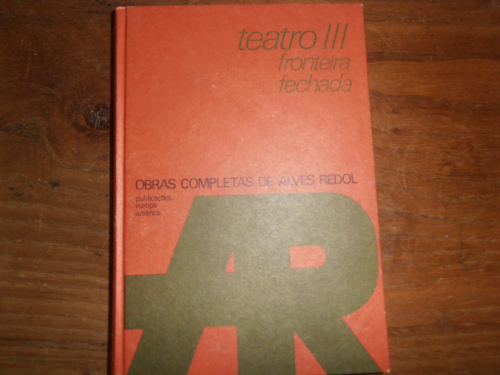 teatro III
fronteira
fechada
OBRAS COMPLETAS DE ALVES REDOL
publicações
europa
américa
AR